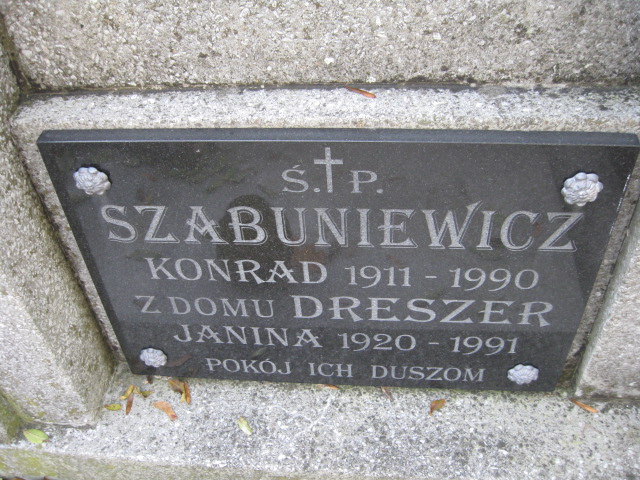 Ś.P.
SZABUNIEWICZ
KONRAD 1911 - 1990
Z DOMU DRESZER
JANINA 1920 - 1991
POKÓJ ICH DUSZOM